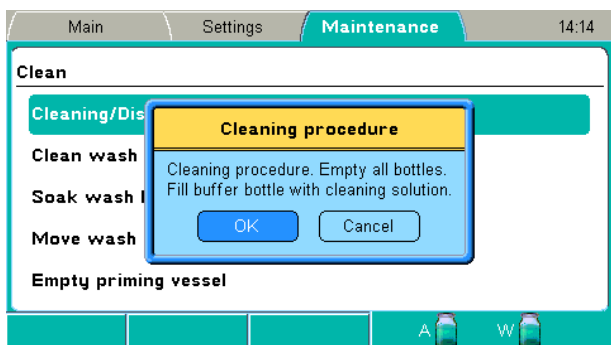 Main Settings Maintenance 14:14
Clean
Cleaning/Dis
Cleaning procedure
Clean wash
Cleaning procedure. Empty all bottles.
Fill buffer bottle with cleaning solution.
Soak wash
OK Cancel
Move wash
Empty priming vessel
A W